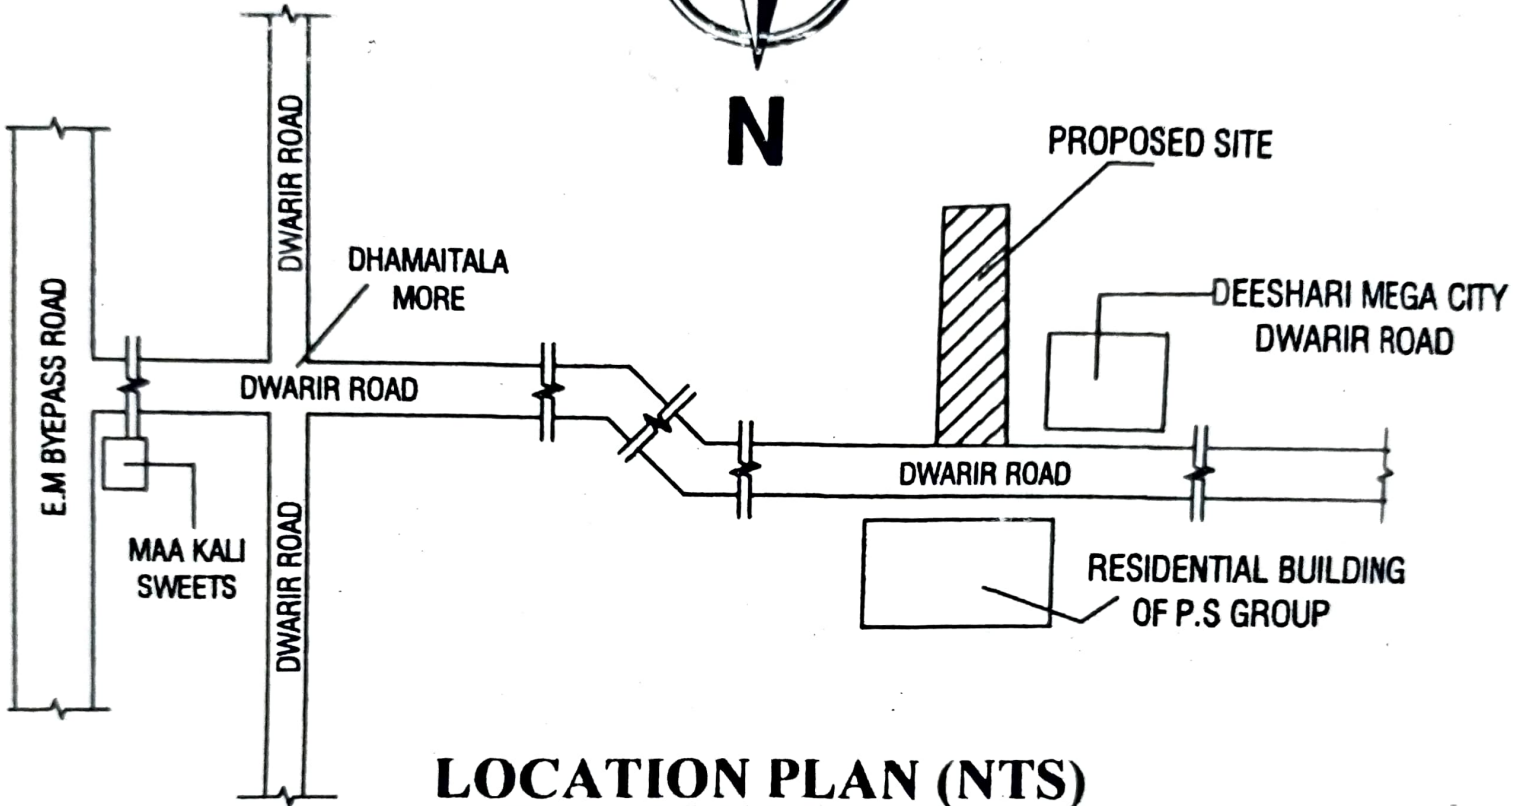 N
PROPOSED SITE
DWARIR ROAD
DHAMAITALA
MORE
E.M BYEPASS ROAD
DEESHARI MEGA CITY
DWARIR ROAD
DWARIR ROAD
DWARIR ROAD
MAA KALI
SWEETS
DWARIR ROAD
RESIDENTIAL BUILDING
OF P.S GROUP
LOCATION PLAN (NTS)